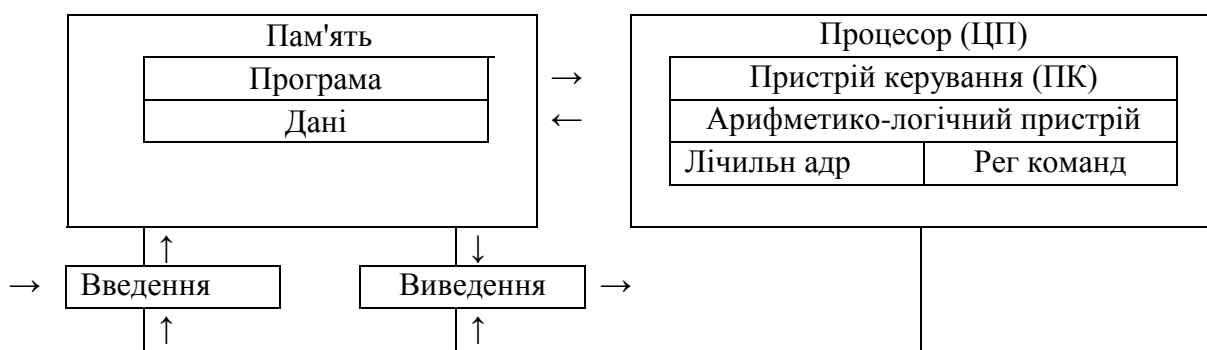 Пам'ять
Програма
Дані
→
←
Процесор (ЦП)
Пристрій керування (ПК)
Арифметико-логічний пристрій
Лічильн адр
Рег команд
↑
↓
→
Введення
Виведення
→
↑
↑